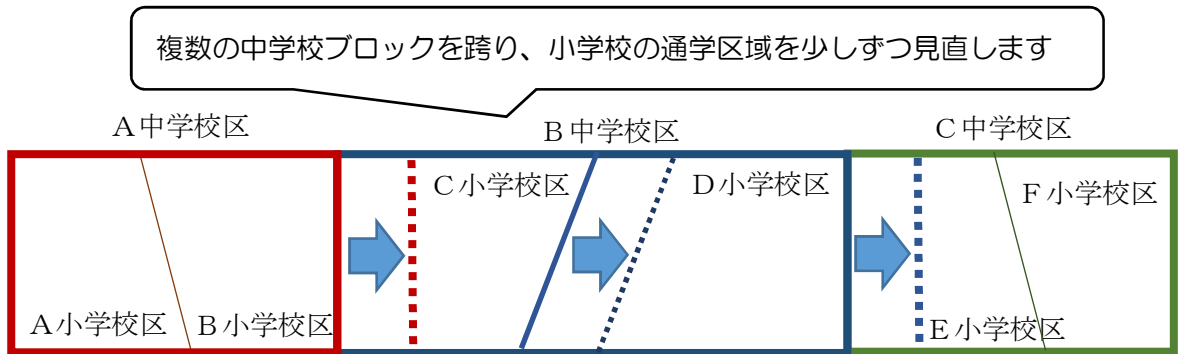 複数の中学校ブロックを跨り、小学校の通学区域を少しずつ見直します
Ａ中学校区
Ｂ中学校区
Ｃ中学校区
Ｃ小学校区
Ｄ小学校区
Ｆ小学校区
Ａ小学校区
Ｂ小学校区
Ｅ小学校区